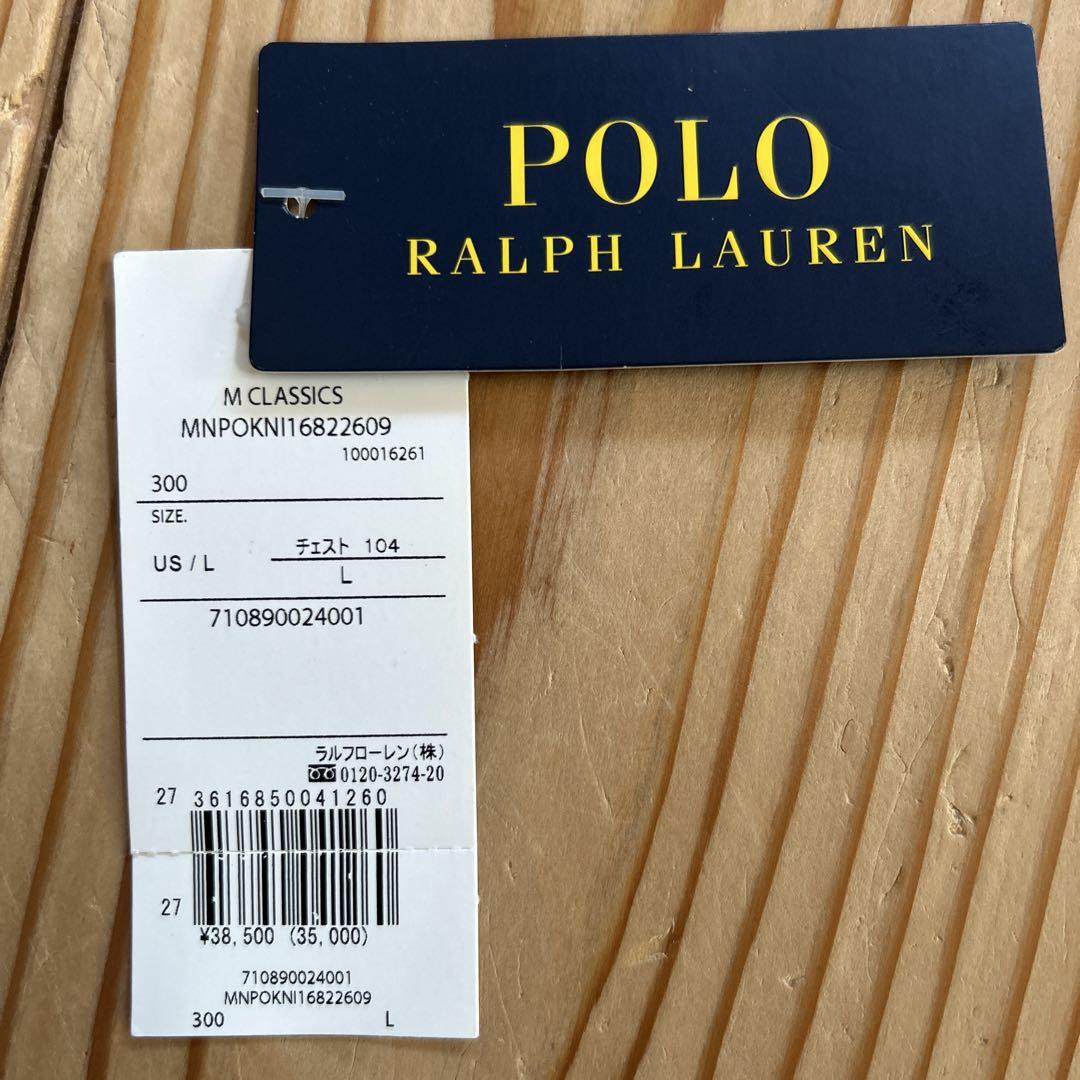 POLO
RALPH LAUREN
M CLASSICS
MNPOKNI16822609
100016261
300
SIZE.
US / L
チェスト 104
L
710890024001
ラルフローレン(株)
0120-3274-20
27 3616850041260
27
¥38,500 (35,000)
710890024001
MNPOKNI16822609
300 L